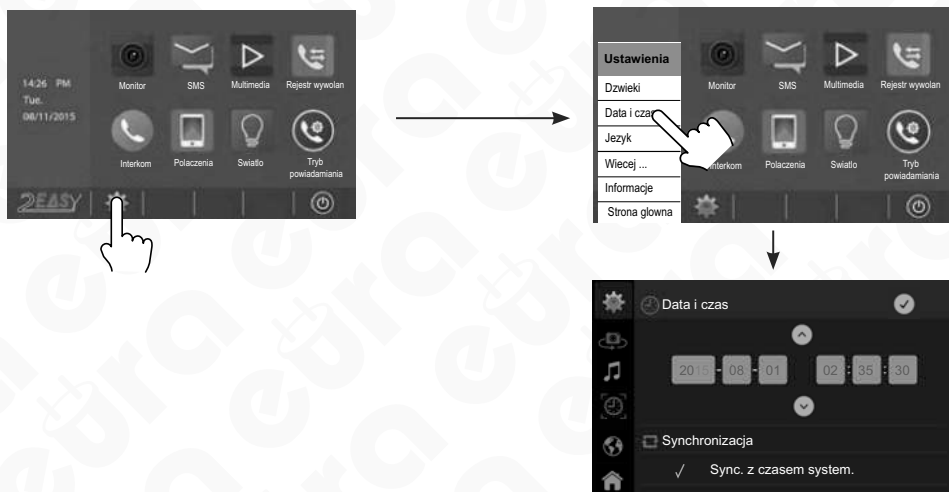 14:26 PM
Tue.
08/11/2015
Monitor
SMS
Multimedia
Rejestr wywolan
Interkom
Polaczenia
Swiatlo
Tryb
powiadamiania
2EASY
Ustawienia
Dzwieki
Data i czas
Jezyk
Wiecej ...
Informacje
Strona glowna
Monitor
SMS
Multimedia
Rejestr wywolan
Interkom
Polaczenia
Swiatlo
Tryb
powiadamiania
Data i czas
2015 - 08 - 01 02 : 35 : 30
Synchronizacja
√ Sync. z czasem system.
eura